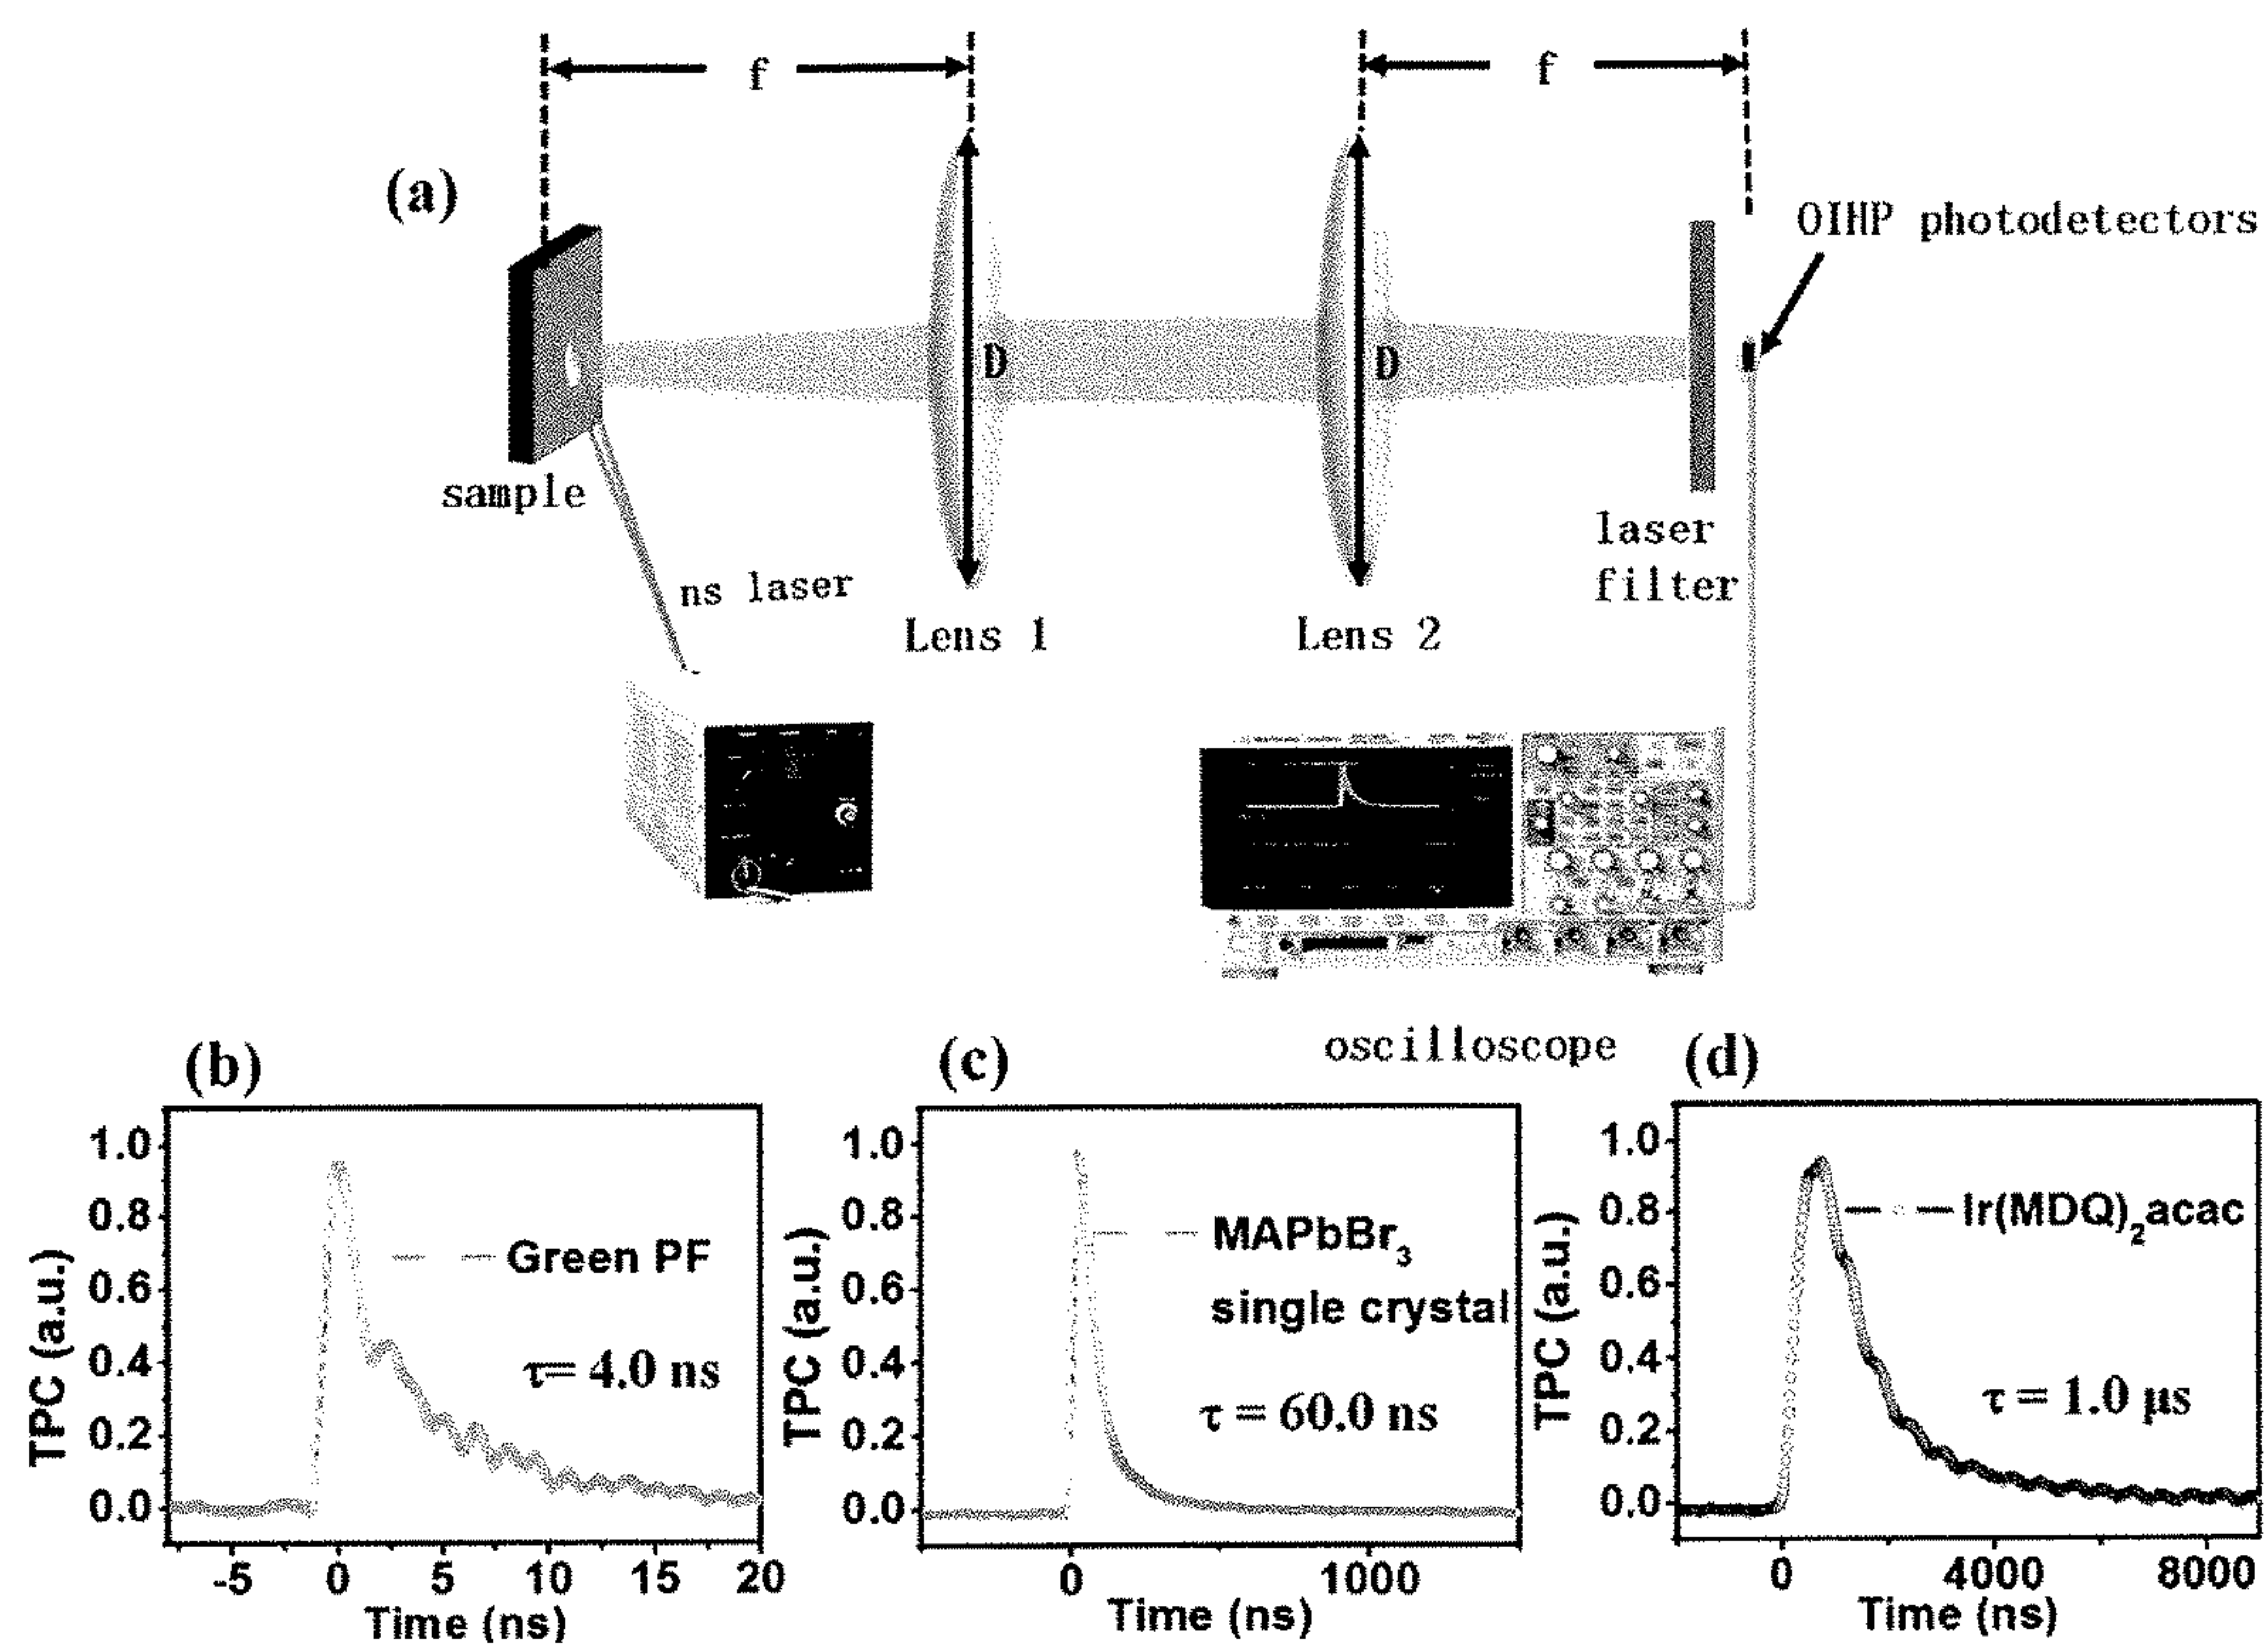 f
f
(a)
OIHP photodetectors
D
D
sample
laser
filter
ns laser
Lens 1
Lens 2
oscilloscope
(b)
(c)
(d)
1.0
0.8
0.6
0.4
0.2
0.0
TPC (a.u.)
Green PF
τ= 4.0 ns
-5
0
5
10
15
20
Time (ns)
1.0
0.8
0.6
0.4
0.2
0.0
TPC (a.u.)
MAPbBr3
single crystal
τ = 60.0 ns
0
1000
Time (ns)
1.0
0.8
0.6
0.4
0.2
0.0
TPC (a.u.)
Ir(MDQ)2acac
τ = 1.0 μs
0
4000
8000
Time (ns)